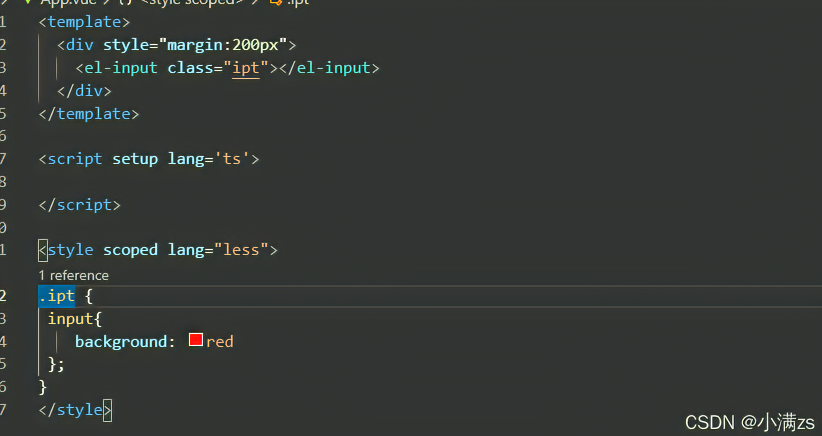 App.vue > {} <style scoped> > .ipt
1 <template>
2 <div style="margin:200px">
3 <el-input class="ipt"></el-input>
4 </div>
5 </template>
6
7 <script setup lang='ts'>
8
9 </script>
0
1 <style scoped lang="less">
1 reference
2 .ipt {
3 input{
4 background: red
5 };
6 }
7 </style>
CSDN @小满zs